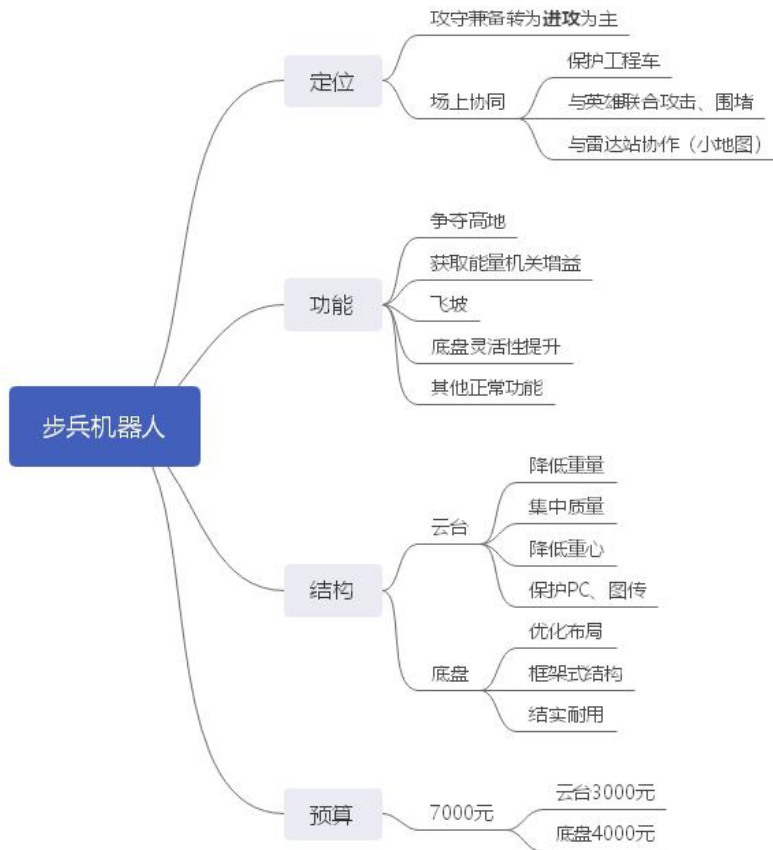 步兵机器人
定位
攻守兼备转为进攻为主
场上协同
保护工程车
与英雄联合攻击、围堵
与雷达站协作（小地图）
功能
争夺高地
获取能量机关增益
飞坡
底盘灵活性提升
其他正常功能
结构
云台
降低重量
集中质量
降低重心
保护PC、图传
底盘
优化布局
框架式结构
结实耐用
预算
7000元
云台3000元
底盘4000元